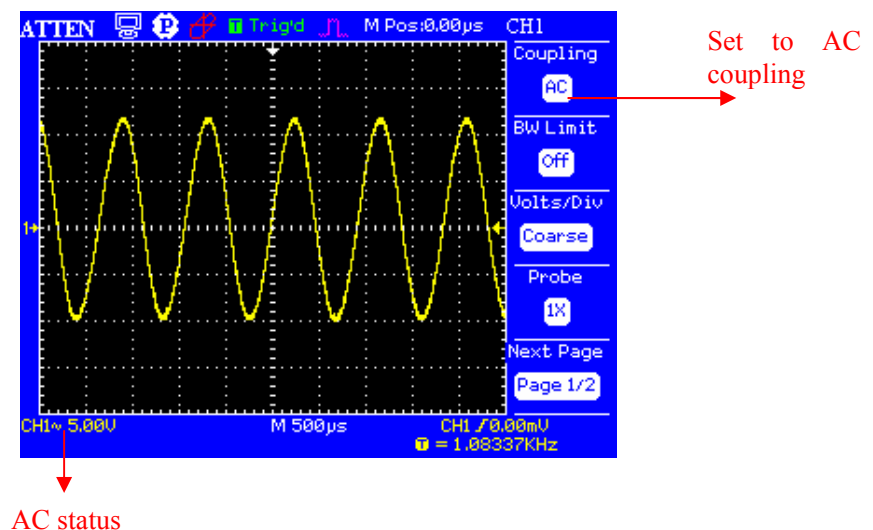 ATTEN P T Trig'd M Pos:0.00µs CH1
Coupling
AC
Set to AC
coupling
BW Limit
Off
Volts/Div
Coarse
1
Probe
1X
Next Page
Page 1/2
CH1~ 5.00V M 500µs CH1 0.00mV
T = 1.08337KHz
AC status